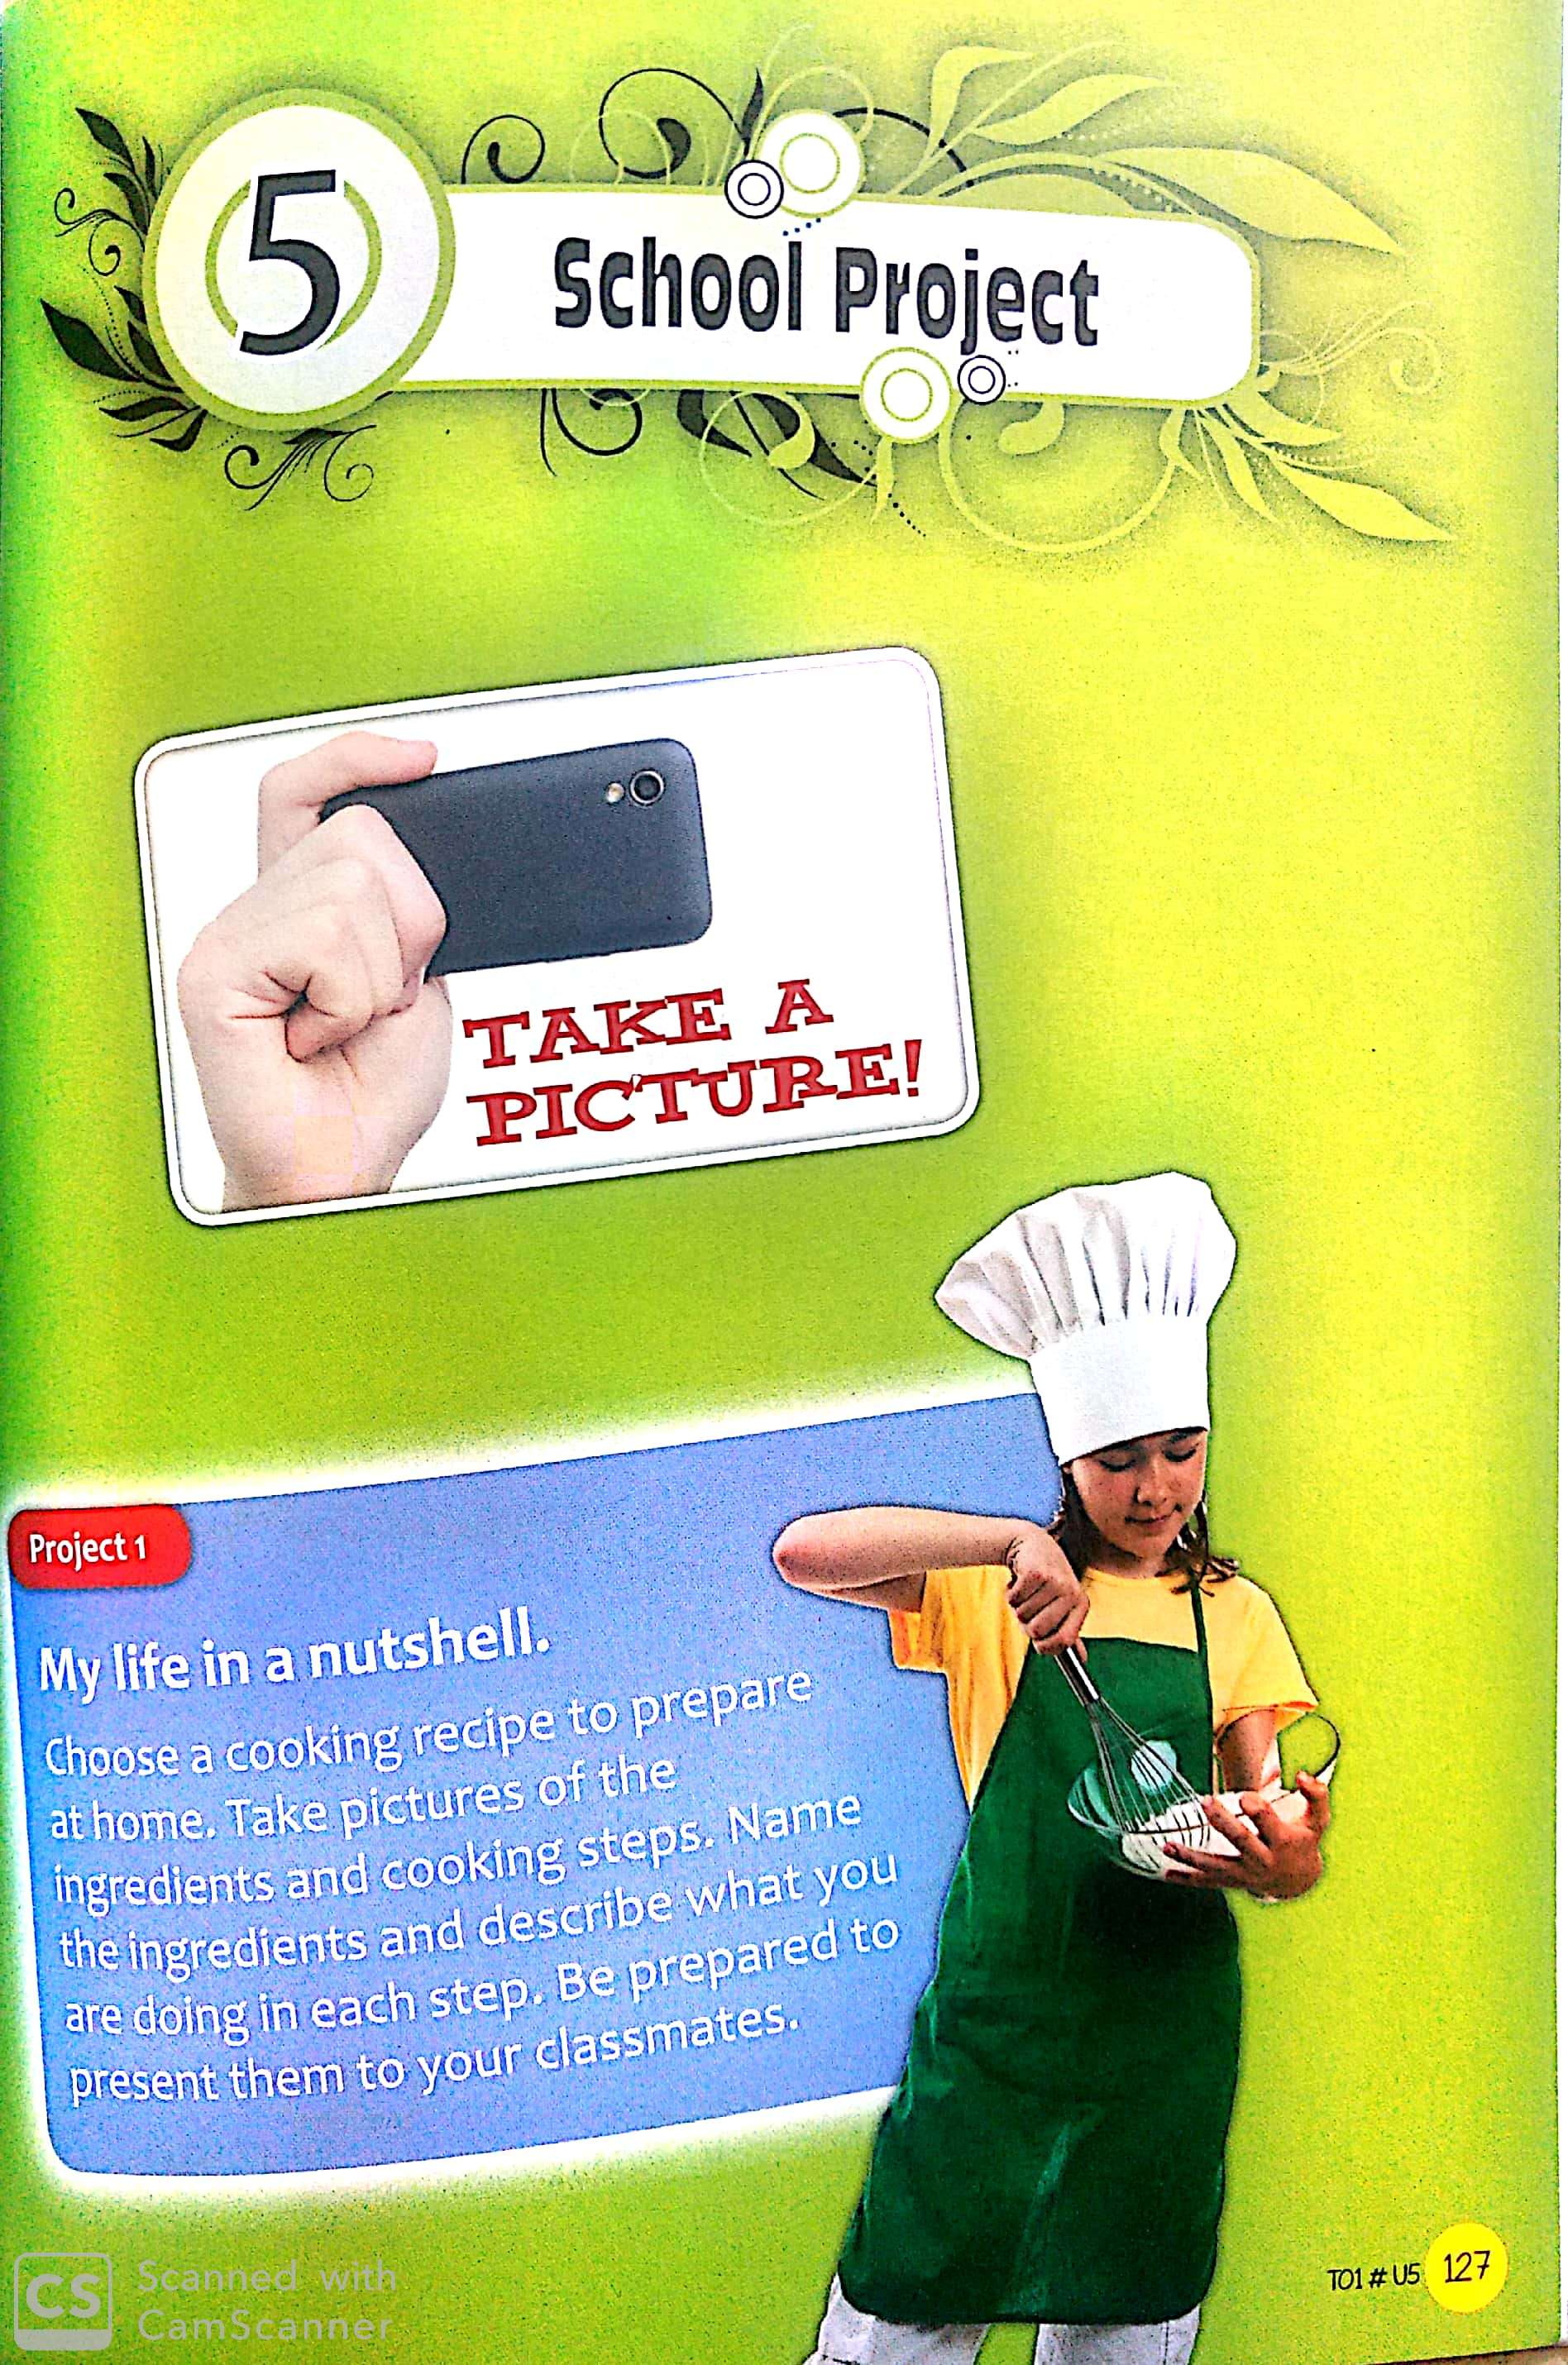 5
School Project
TAKE A
PICTURE!
Project 1
My life in a nutshell.
Choose a cooking recipe to prepare
at home. Take pictures of the
ingredients and cooking steps. Name
the ingredients and describe what you
are doing in each step. Be prepared to
present them to your classmates.
T01 # U5 127
CS Scanned with
CamScanner